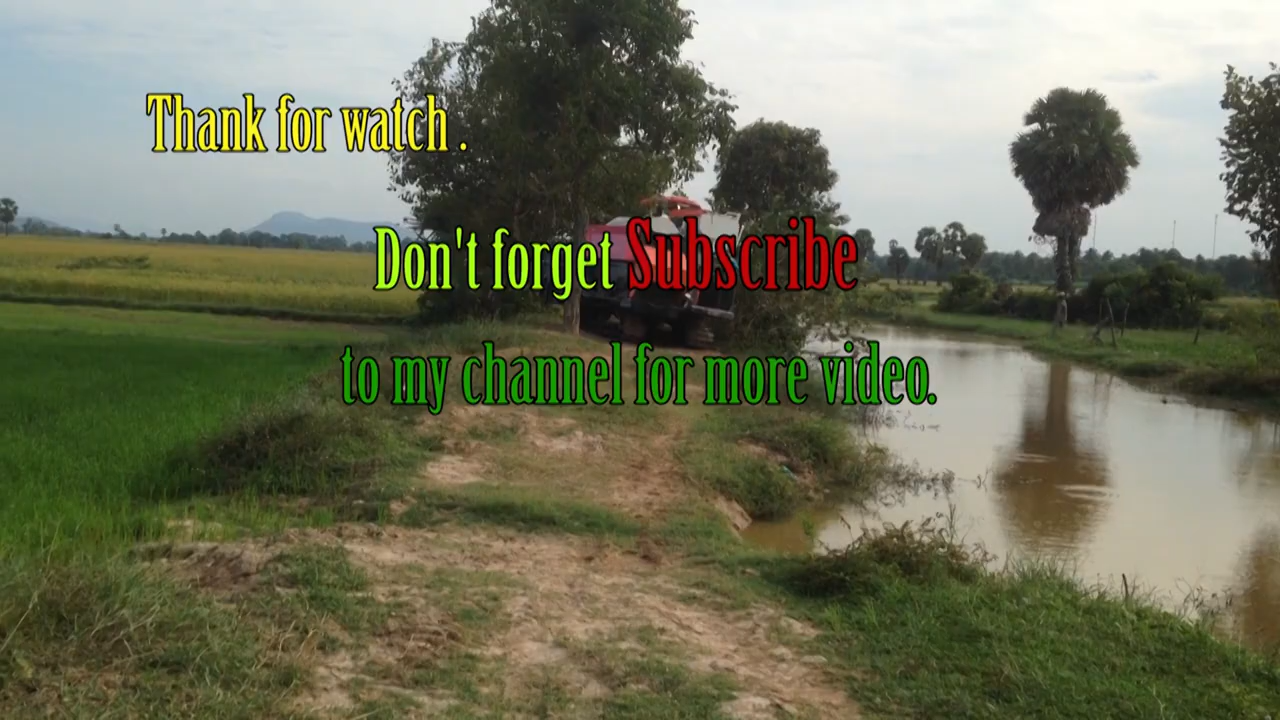 Thank for watch .
Don't forget Subscribe
to my channel for more video.